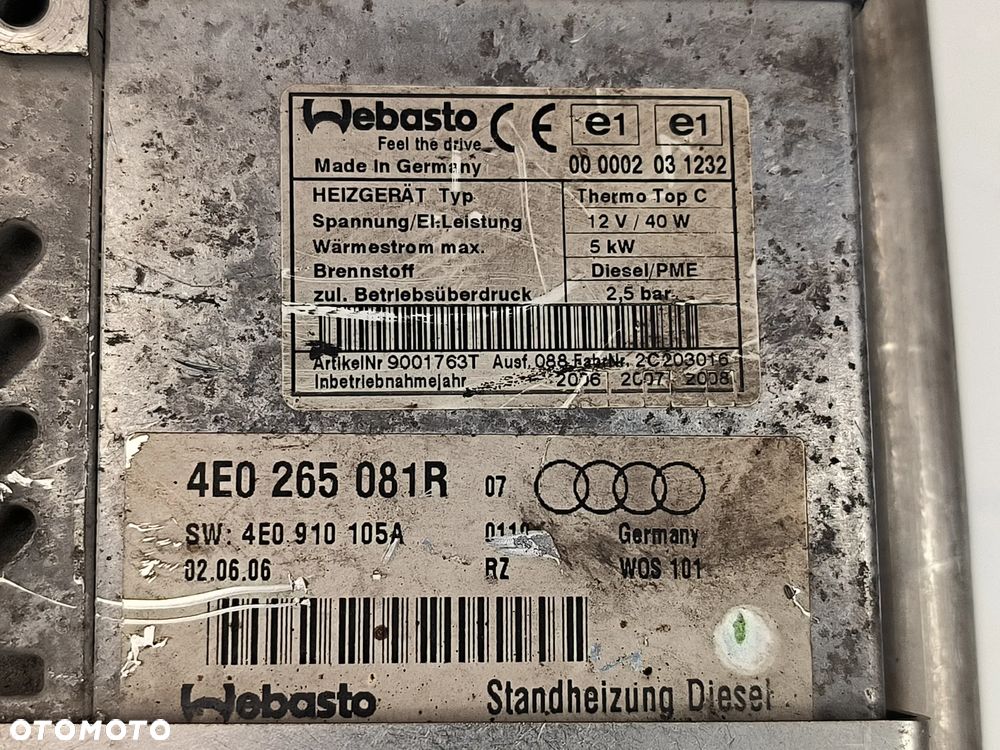 Webasto CE e1 e1
Feel the drive
Made In Germany 00 0002 03 1232
HEIZGERÄT Typ Thermo Top C
Spannung/El.Leistung 12 V / 40 W
Wärmestrom max. 5 kW
Brennstoff Diesel/PME
zul. Betriebsüberdruck 2,5 bar
ArtikelNr 9001763T Ausf. 088 FabrNr. 2C203016
Inbetriebnahmejahr 2006 2007 2008
4E0 265 081R 07
SW: 4E0 910 105A Germany
02.06.06 RZ WOS 101
Webasto Standheizung Diesel
OTOMOTO